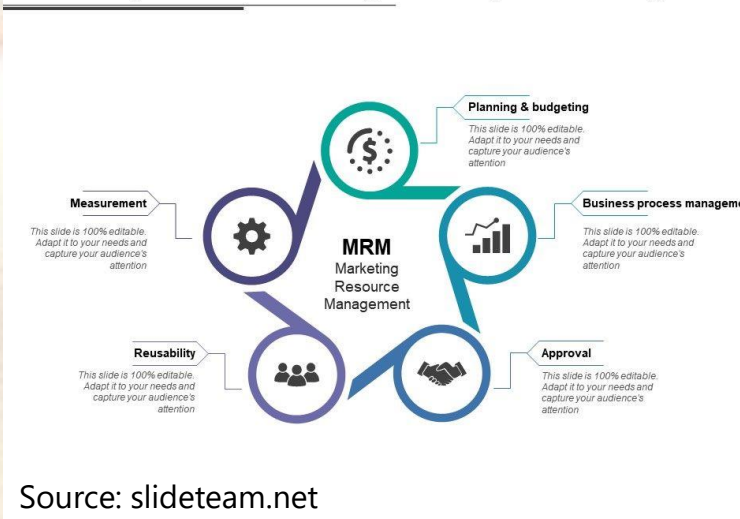 Planning & budgeting
This slide is 100% editable.
Adapt it to your needs and
capture your audience's
attention
Measurement
This slide is 100% editable.
Adapt it to your needs and
capture your audience's
attention
MRM
Marketing
Resource
Management
Business process manageme
This slide is 100% editable.
Adapt it to your needs and
capture your audience's
attention
Reusability
This slide is 100% editable.
Adapt it to your needs and
capture your audience's
attention
Approval
This slide is 100% editable.
Adapt it to your needs and
capture your audience's
attention
Source: slideteam.net